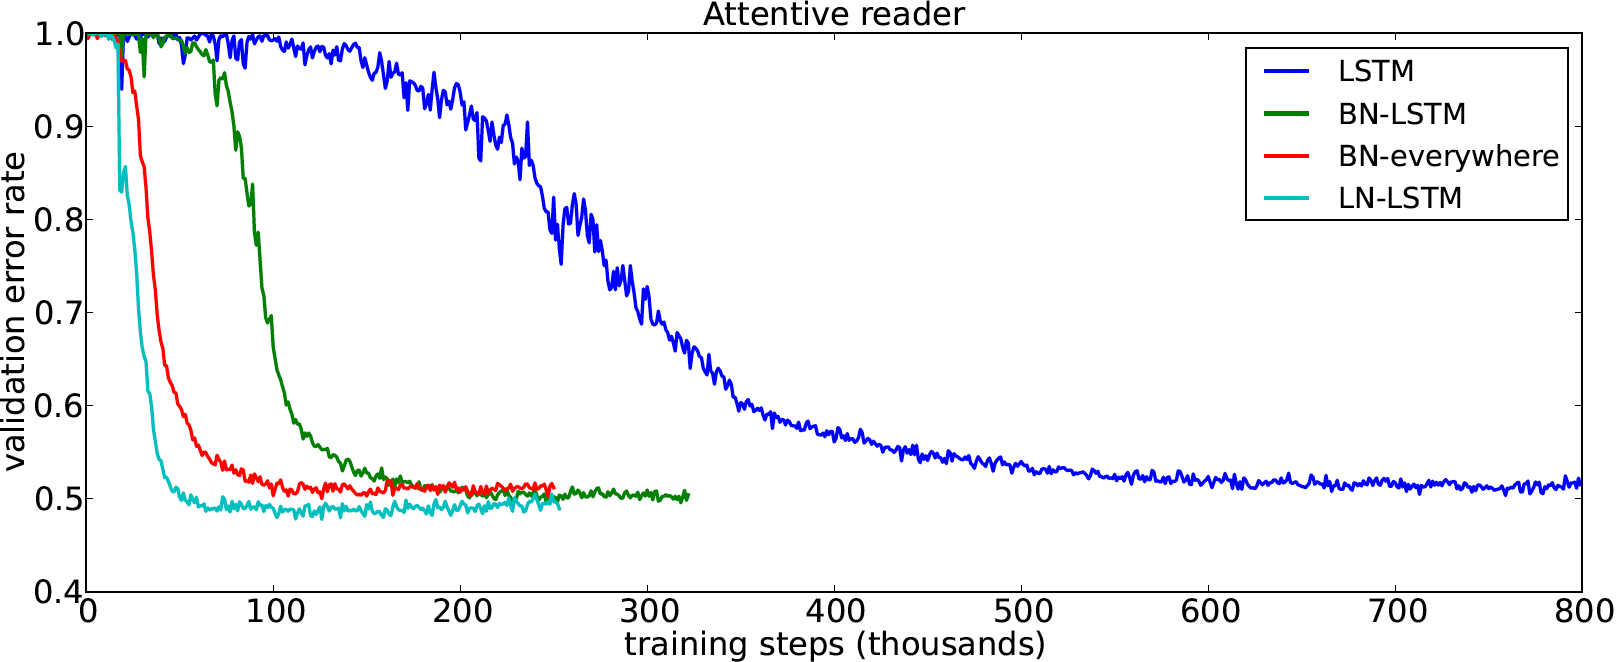 Attentive reader
validation error rate
1.0
0.9
0.8
0.7
0.6
0.5
0.4
LSTM
BN-LSTM
BN-everywhere
LN-LSTM
0 100 200 300 400 500 600 700 800
training steps (thousands)